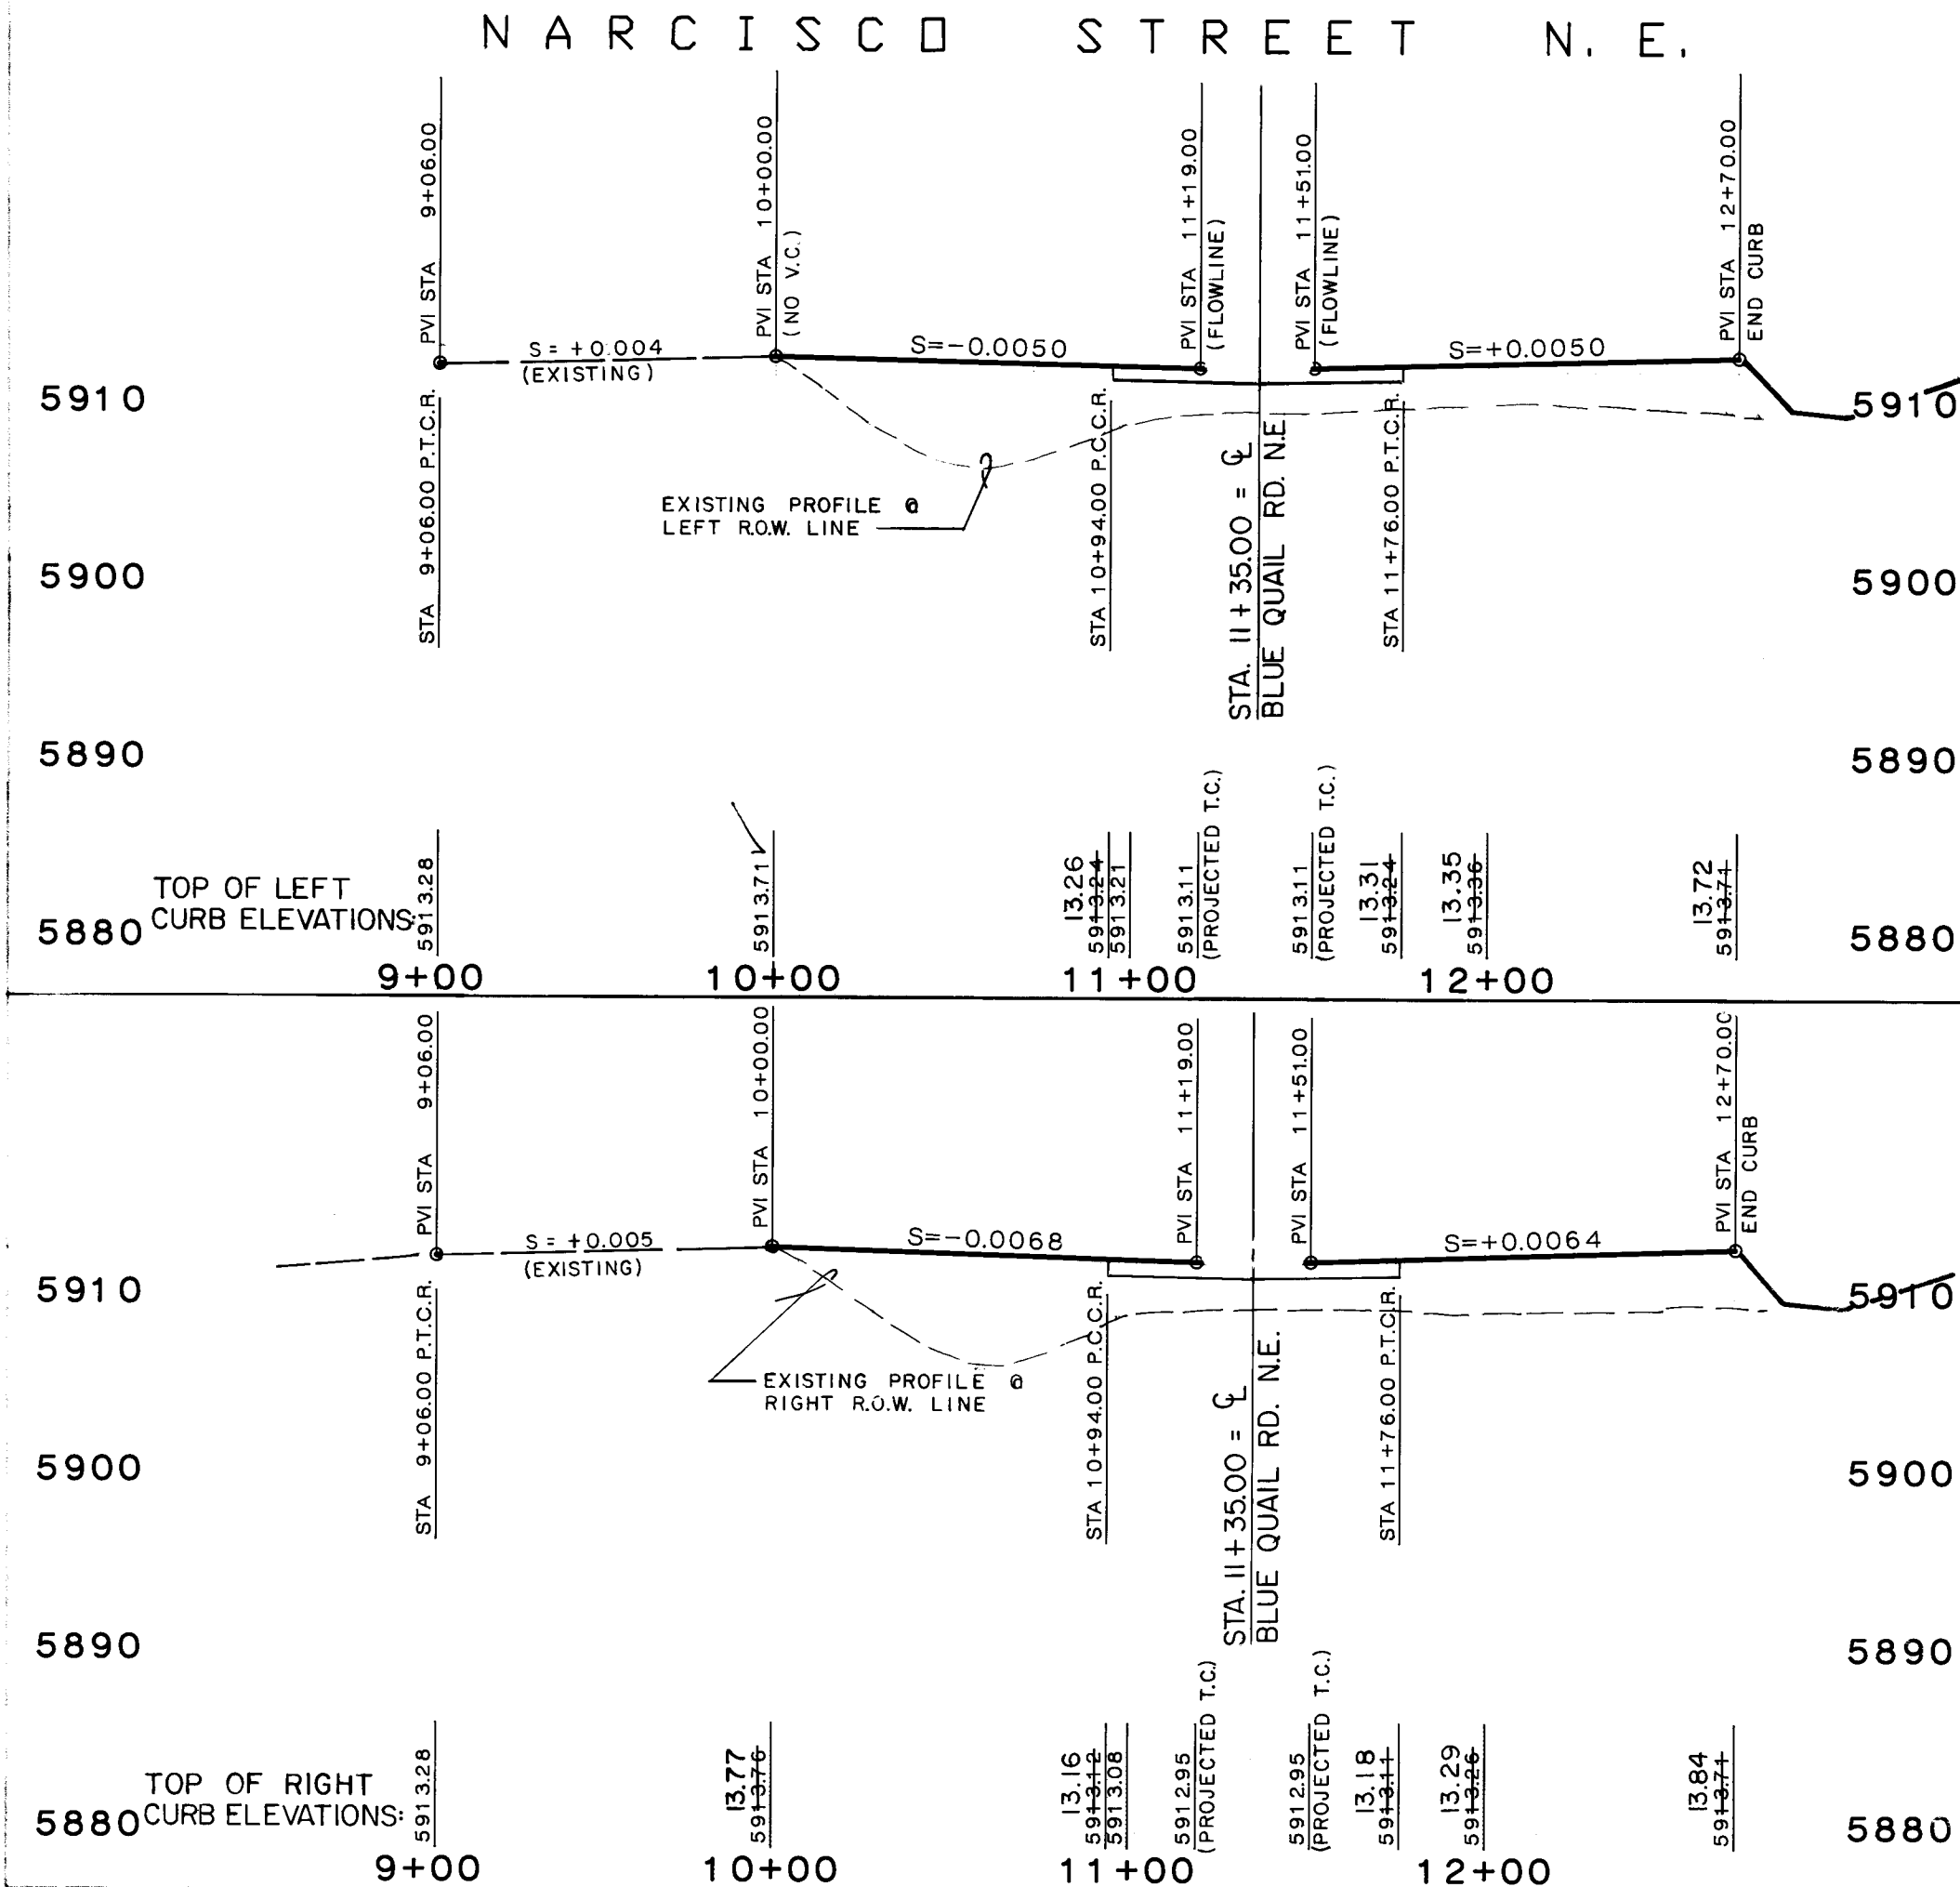 NARCISCO STREET N.E.
PVI STA 9+06.00
PVI STA 10+00.00
(NO V.C.)
PVI STA 11+19.00
(FLOWLINE)
PVI STA 11+51.00
(FLOWLINE)
PVI STA 12+70.00
END CURB
S = +0.004
(EXISTING)
S=-0.0050
S=+0.0050
5910
5910
STA 9+06.00 P.T.C.R.
STA 10+94.00 P.C.C.R.
STA. 11+35.00 = ℄
BLUE QUAIL RD. N.E.
STA 11+76.00 P.T.C.R.
EXISTING PROFILE @
LEFT R.O.W. LINE
5900
5900
5890
5890
TOP OF LEFT
CURB ELEVATIONS:
5913.28
5913.71
13.26
5913.24
5913.21
5913.11
(PROJECTED T.C.)
5913.11
(PROJECTED T.C.)
13.31
5913.24
13.35
5913.36
13.72
5913.71
5880
5880
9+00
10+00
11+00
12+00
PVI STA 9+06.00
PVI STA 10+00.00
PVI STA 11+19.00
PVI STA 11+51.00
PVI STA 12+70.00
END CURB
S = +0.005
(EXISTING)
S=-0.0068
S=+0.0064
5910
5910
STA 9+06.00 P.T.C.R.
STA 10+94.00 P.C.C.R.
STA. 11+35.00 = ℄
BLUE QUAIL RD. N.E.
STA 11+76.00 P.T.C.R.
EXISTING PROFILE @
RIGHT R.O.W. LINE
5900
5900
5890
5890
TOP OF RIGHT
CURB ELEVATIONS:
5913.28
13.77
5913.76
13.16
5913.12
5913.08
5912.95
(PROJECTED T.C.)
5912.95
(PROJECTED T.C.)
13.18
5913.11
13.29
5913.26
13.84
5913.71
5880
5880
9+00
10+00
11+00
12+00